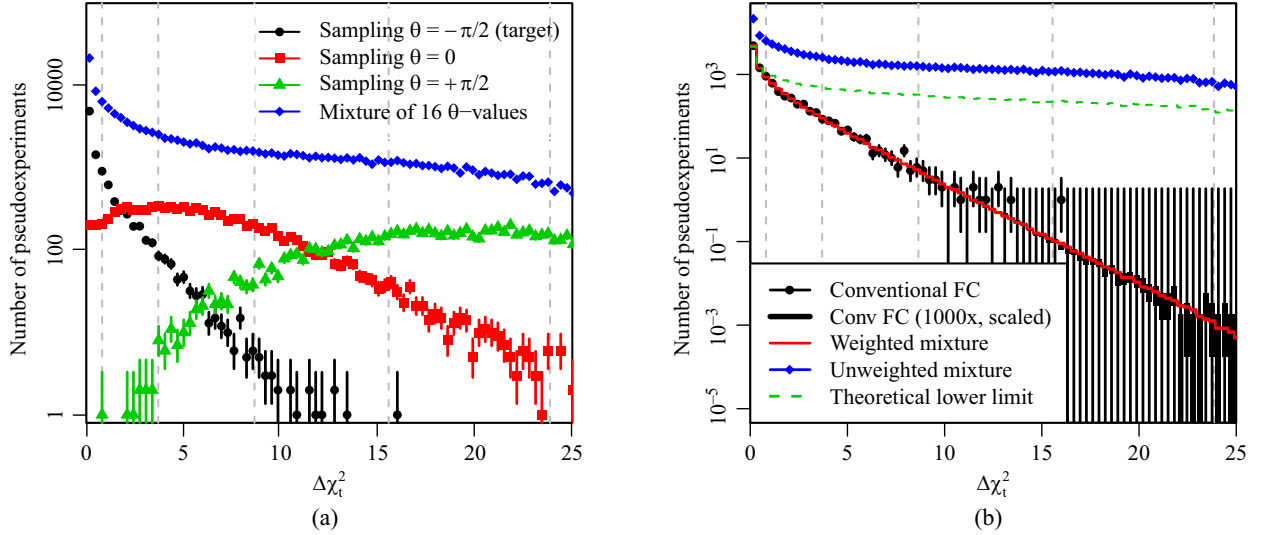 Number of pseudoexperiments
100000
100
1
Sampling θ = − π/2 (target)
Sampling θ = 0
Sampling θ = + π/2
Mixture of 16 θ−values
0 5 10 15 20 25
Δχ²ₜ
(a)
Number of pseudoexperiments
10³
10¹
10⁻¹
10⁻³
10⁻⁵
Conventional FC
Conv FC (1000x, scaled)
Weighted mixture
Unweighted mixture
Theoretical lower limit
0 5 10 15 20 25
Δχ²ₜ
(b)